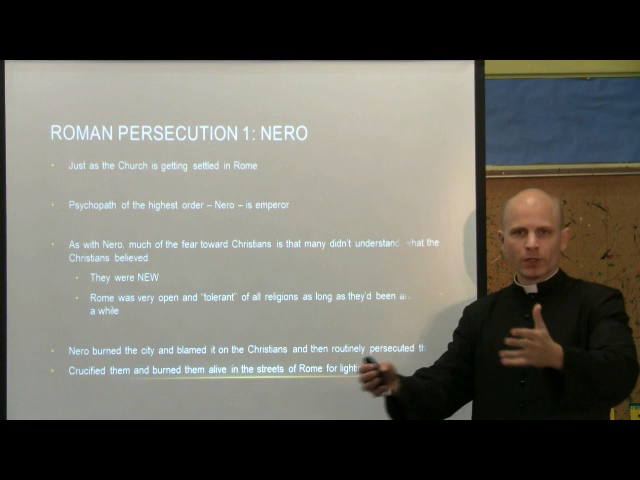 ROMAN PERSECUTION 1: NERO
• Just as the Church is getting settled in Rome
• Psychopath of the highest order – Nero – is emperor
• As with Nero, much of the fear toward Christians is that many didn't understand what the
Christians believed
• They were NEW
• Rome was very open and "tolerant" of all religions as long as they'd been
a while
• Nero burned the city and blamed it on the Christians and then routinely persecuted
• Crucified them and burned them alive in the streets of Rome for